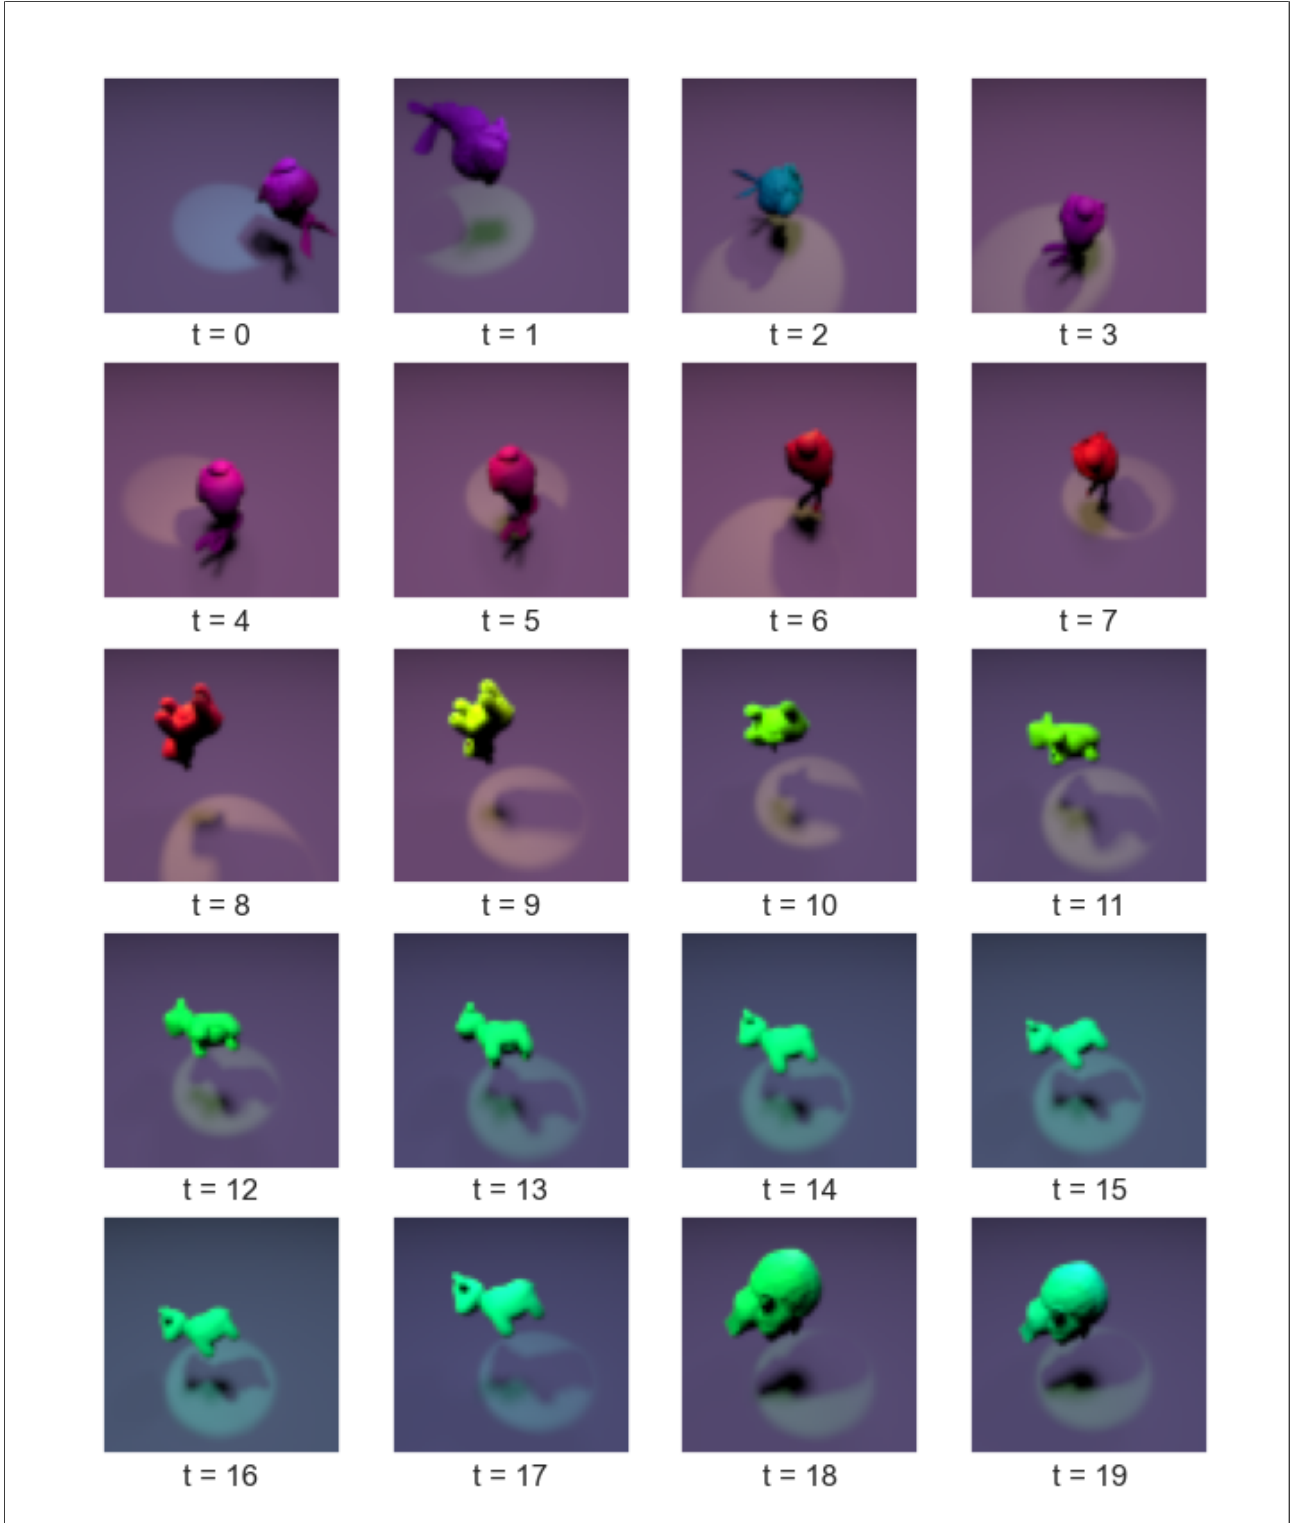 t = 0
t = 1
t = 2
t = 3
t = 4
t = 5
t = 6
t = 7
t = 8
t = 9
t = 10
t = 11
t = 12
t = 13
t = 14
t = 15
t = 16
t = 17
t = 18
t = 19